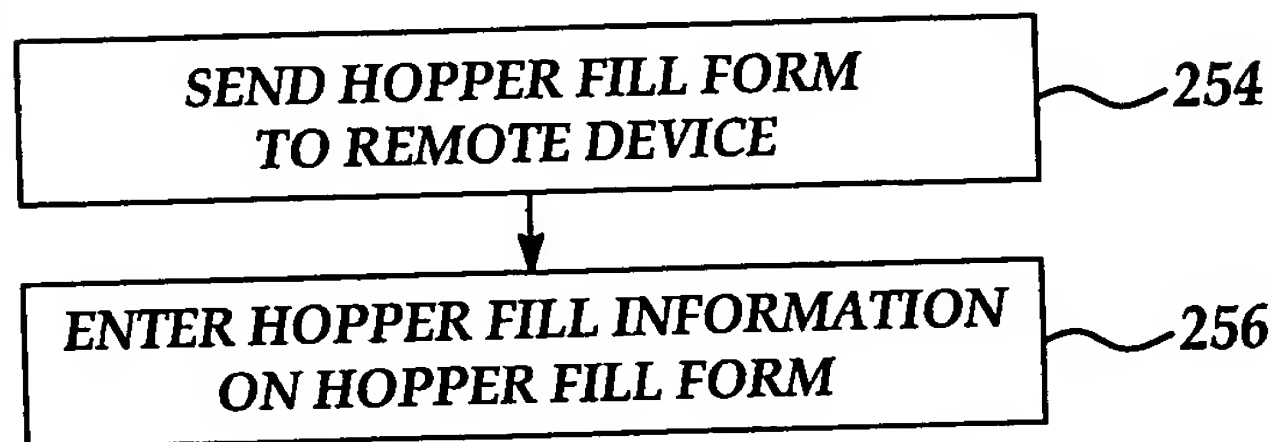 SEND HOPPER FILL FORM
TO REMOTE DEVICE
254
ENTER HOPPER FILL INFORMATION
ON HOPPER FILL FORM
256